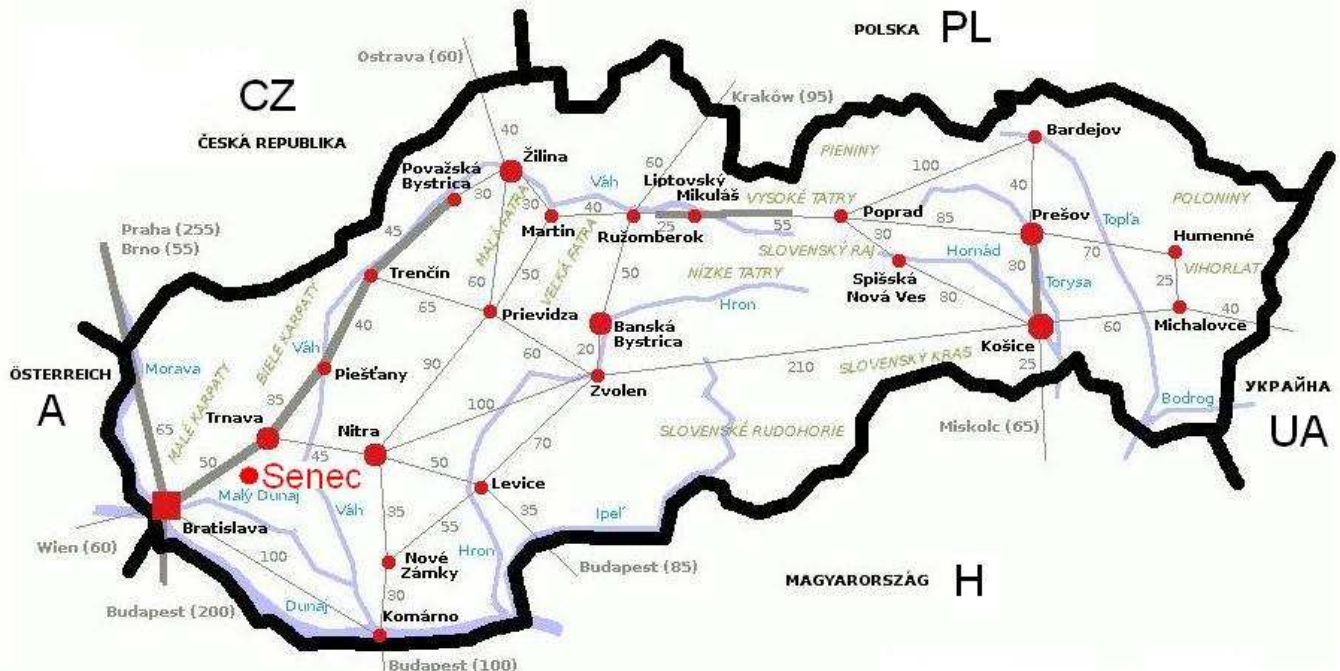 POLSKA PL
Ostrava (60)
CZ
ČESKÁ REPUBLIKA
Kraków (95)
Bardejov
PIENINY
100
40
Žilina
Považská
Bystrica
30
40
60
Váh
Liptovský
Mikuláš
VYSOKÉ TATRY
POLONINY
Praha (255)
Brno (55)
45
MALÁ FATRA
30
40
Martin
Ružomberok
25
55
Poprad
85
Prešov
Topľa
Humenné
Trenčín
VEĽKÁ FATRA
50
60
50
NÍZKE TATRY
SLOVENSKÝ RAJ
30
Hornád
Spišská
Nová Ves
30
Torysa
70
25
VIHORLAT
65
Hron
80
40
BIELE KARPATY
40
Prievidza
Banská
Bystrica
Košice
60
Michalovce
ÖSTERREICH
A
Morava
Váh
Piešťany
60
20
Zvolen
210
SLOVENSKÝ KRAS
25
УКРАЙНА
UA
MALÉ KARPATY
35
90
100
Trnava
65
50
45
Nitra
SLOVENSKÉ RUDOHORIE
Miskolc (65)
Bodrog
70
50
Senec
Levice
Malý Dunaj
Váh
35
35
Ipeľ
Bratislava
55
Wien (60)
100
Nové
Zámky
Hron
Budapest (85)
MAGYARORSZÁG H
Budapest (200)
Dunaj
30
Komárno
Budapest (100)